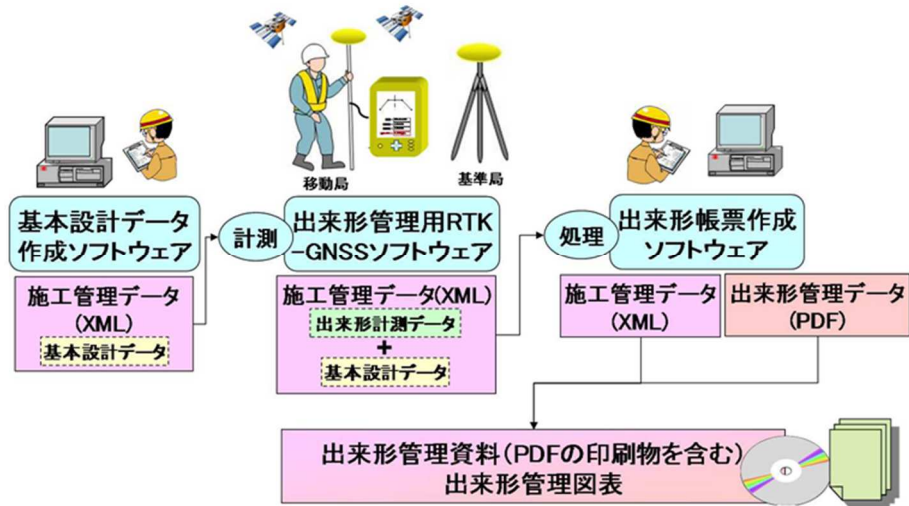 移動局
基準局
基本設計データ
作成ソフトウェア
計測
出来形管理用RTK
-GNSSソフトウェア
処理
出来形帳票作成
ソフトウェア
施工管理データ
(XML)
基本設計データ
施工管理データ(XML)
出来形計測データ
+
基本設計データ
施工管理データ
(XML)
出来形管理データ
(PDF)
出来形管理資料(PDFの印刷物を含む)
出来形管理図表